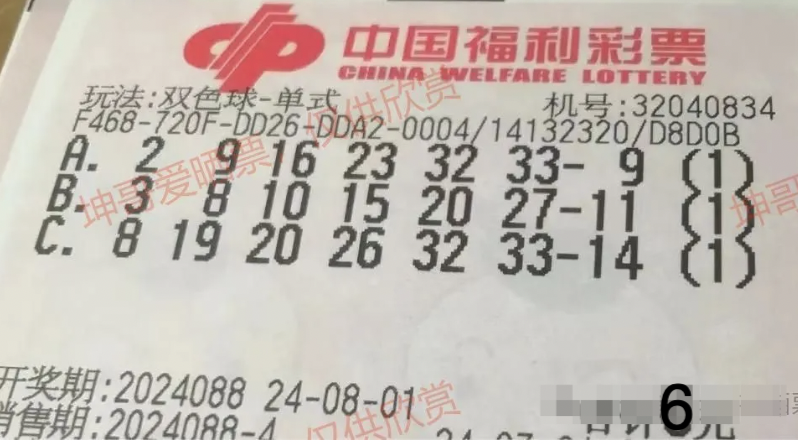 中国福利彩票
CHINA WELFARE LOTTERY
玩法:双色球-单式 机号:32040834
F468-720F-DD26-DDA2-0004/14132320/D8D0B
A. 2 9 16 23 32 33- 9 (1)
B. 3 8 10 15 20 27-11 (1)
C. 8 19 20 26 32 33-14 (1)
坤哥爱晒票,仅供欣赏
坤哥
开奖期:2024088 24-08-01
仅供欣赏
6元
销售期:2024088-4